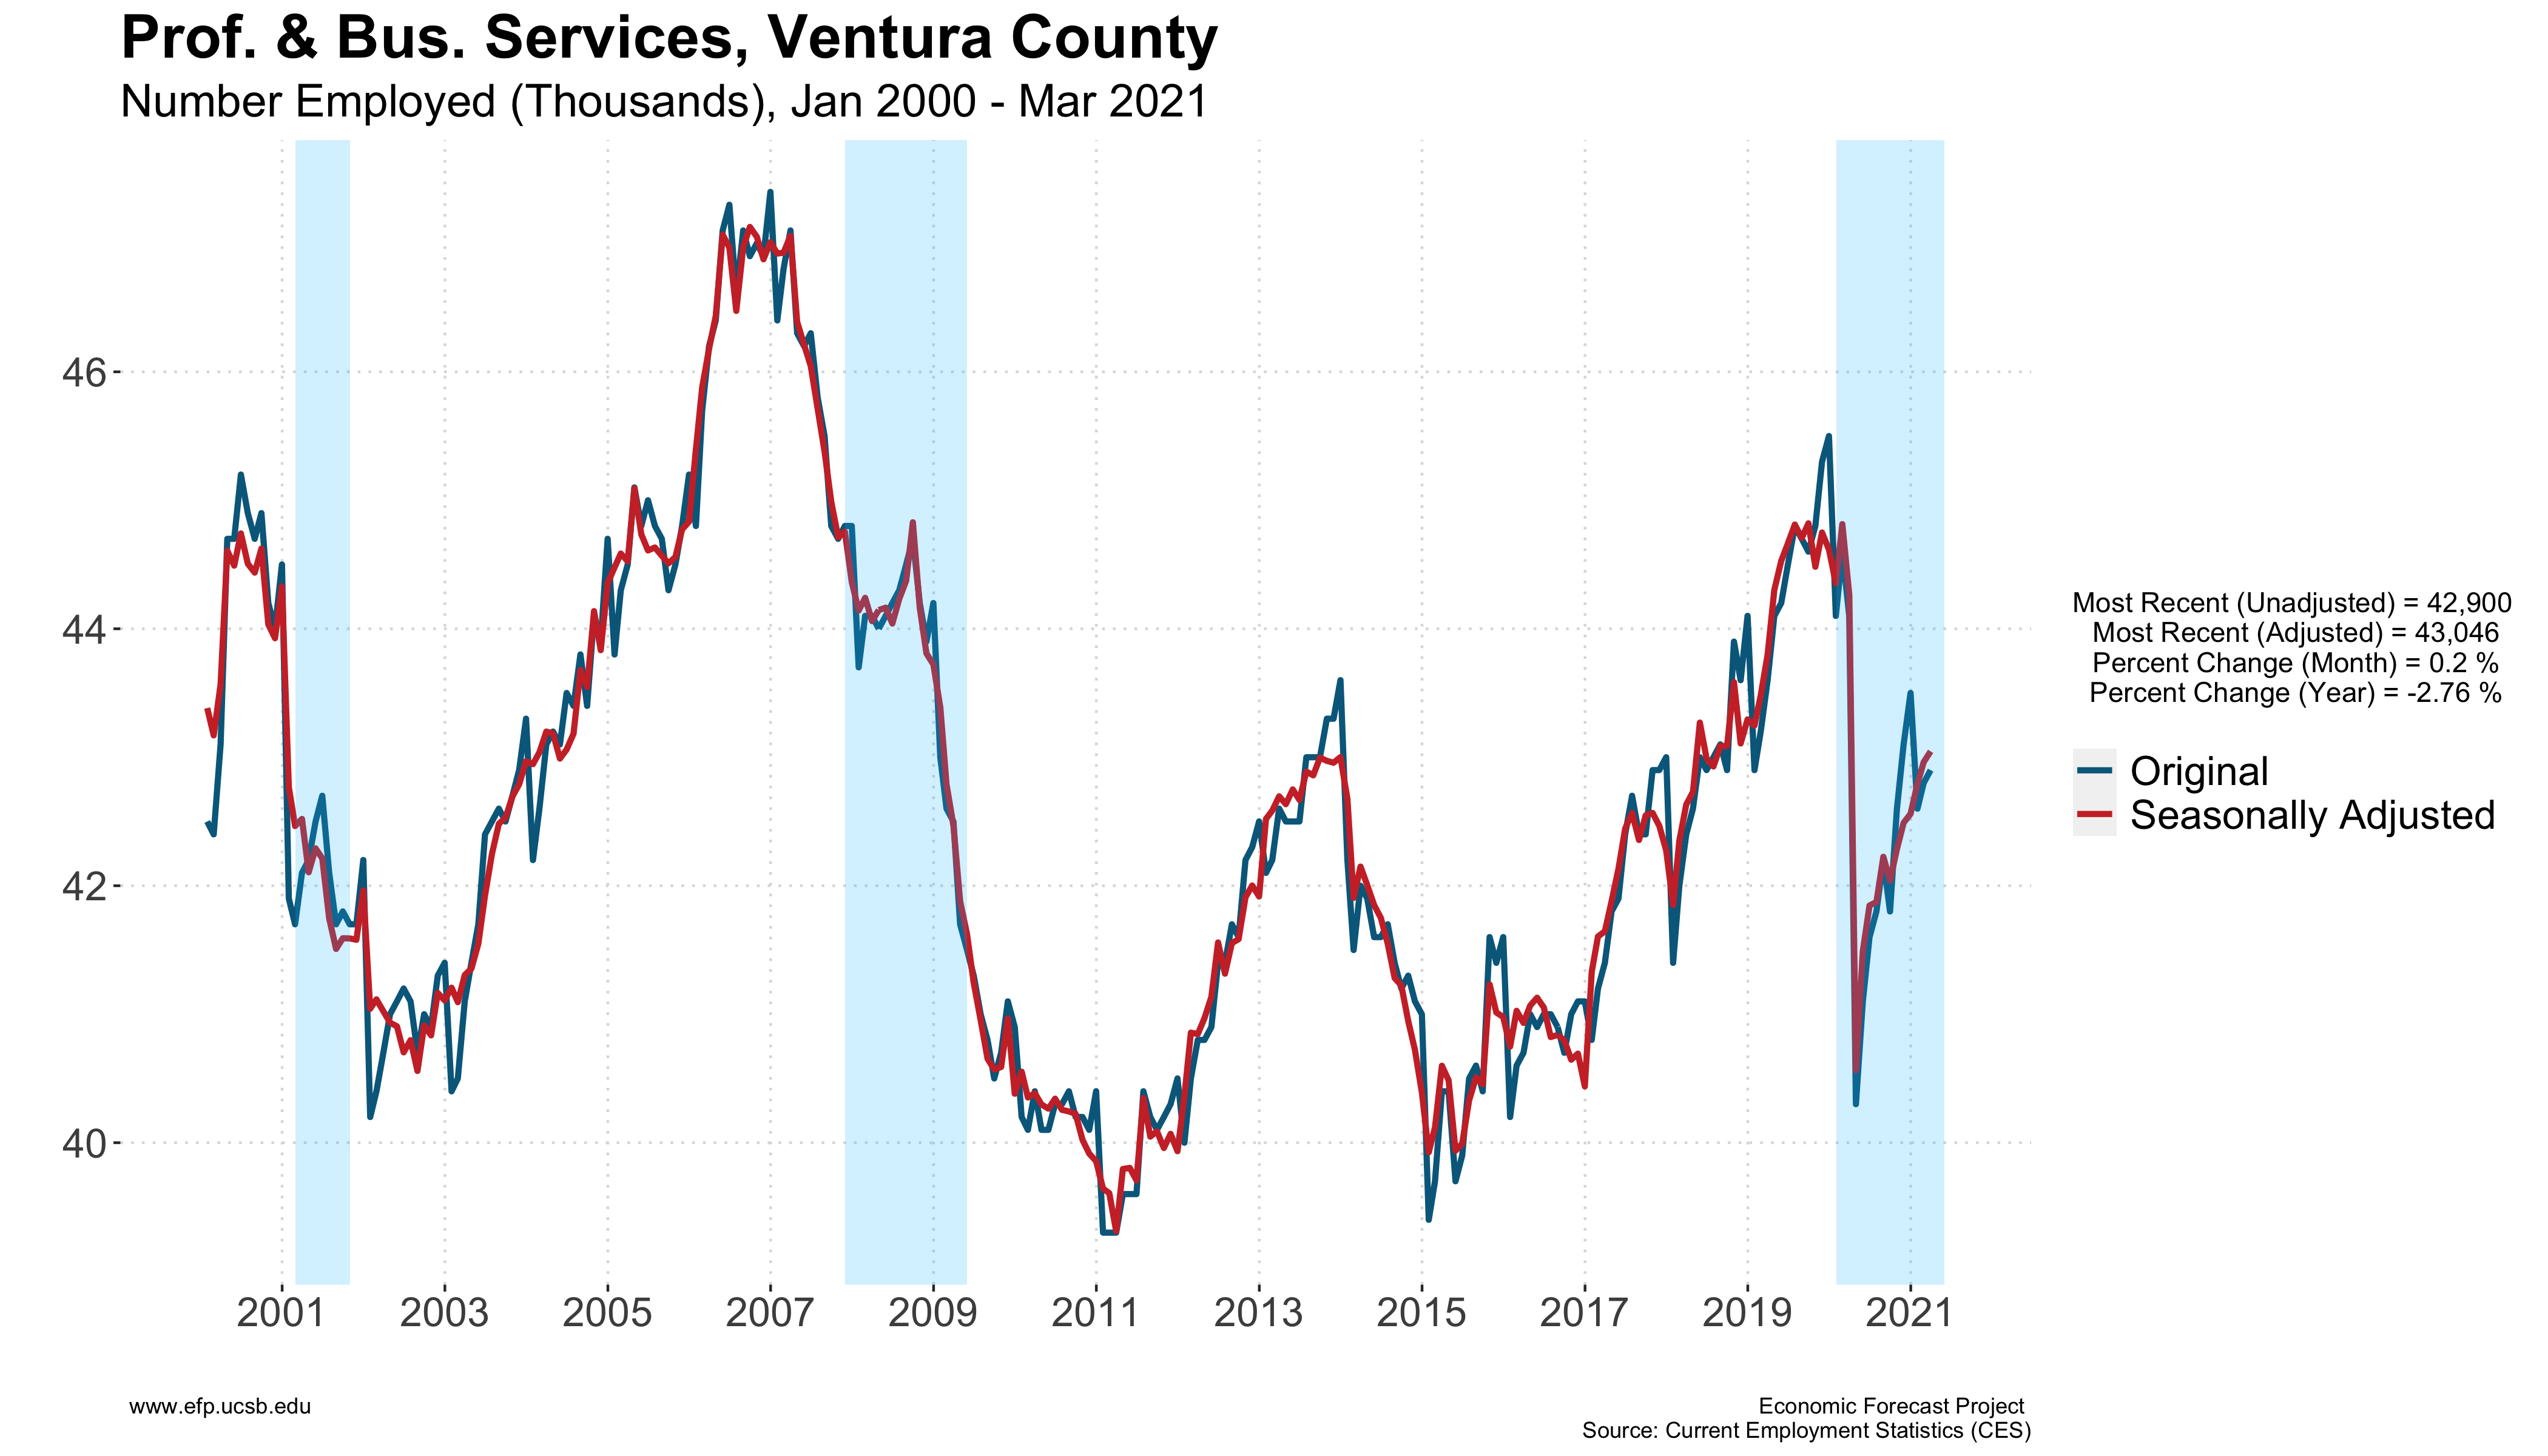 Prof. & Bus. Services, Ventura County
Number Employed (Thousands), Jan 2000 - Mar 2021
46
44
42
40
2001 2003 2005 2007 2009 2011 2013 2015 2017 2019 2021
Most Recent (Unadjusted) = 42,900
Most Recent (Adjusted) = 43,046
Percent Change (Month) = 0.2 %
Percent Change (Year) = -2.76 %
Original
Seasonally Adjusted
www.efp.ucsb.edu
Economic Forecast Project
Source: Current Employment Statistics (CES)